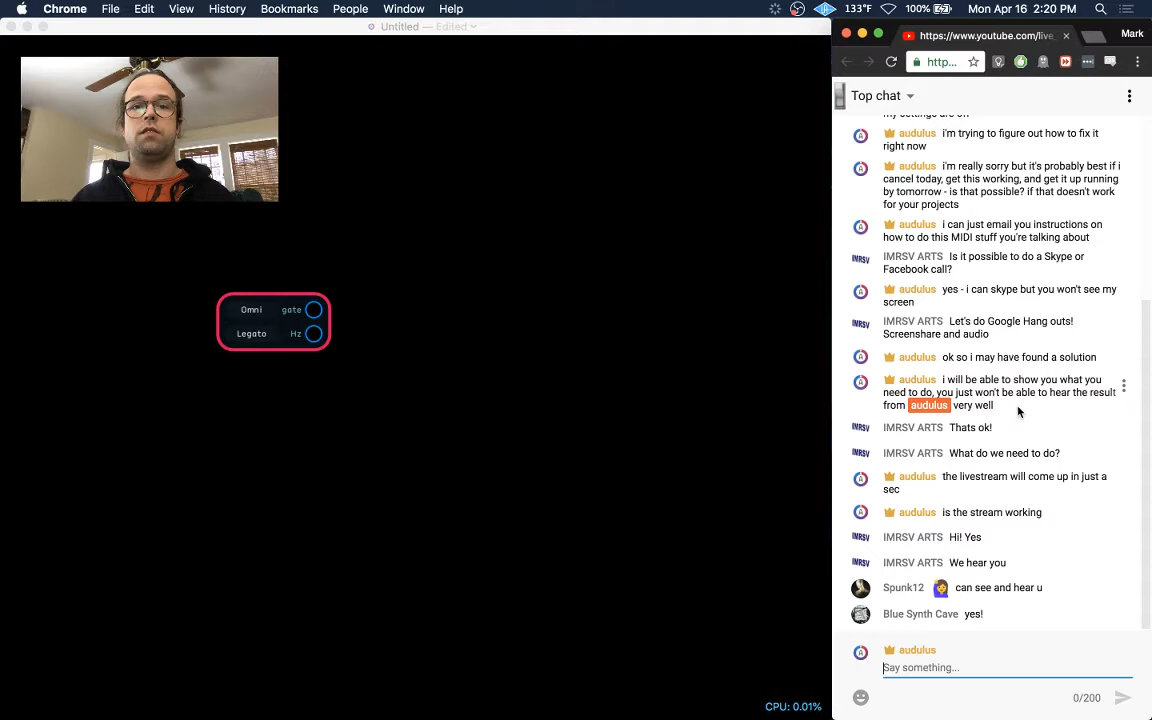 Chrome File Edit View History Bookmarks People Window Help 133°F 100% Mon Apr 16 2:20 PM
Untitled — Edited
https://www.youtube.com/live_ Mark
http...
Top chat
audulus i'm trying to figure out how to fix it
right now
audulus i'm really sorry but it's probably best if i
cancel today, get this working, and get it up running
by tomorrow - is that possible? if that doesn't work
for your projects
audulus i can just email you instructions on
how to do this MIDI stuff you're talking about
IMRSV ARTS Is it possible to do a Skype or
Facebook call?
audulus yes - i can skype but you won't see my
screen
IMRSV ARTS Let's do Google Hang outs!
Screenshare and audio
audulus ok so i may have found a solution
audulus i will be able to show you what you
need to do, you just won't be able to hear the result
from audulus very well
IMRSV ARTS Thats ok!
IMRSV ARTS What do we need to do?
audulus the livestream will come up in just a
sec
audulus is the stream working
IMRSV ARTS Hi! Yes
IMRSV ARTS We hear you
Spunk12 can see and hear u
Blue Synth Cave yes!
audulus
Say something...
0/200
Omni gate
Legato Hz
CPU: 0.01%